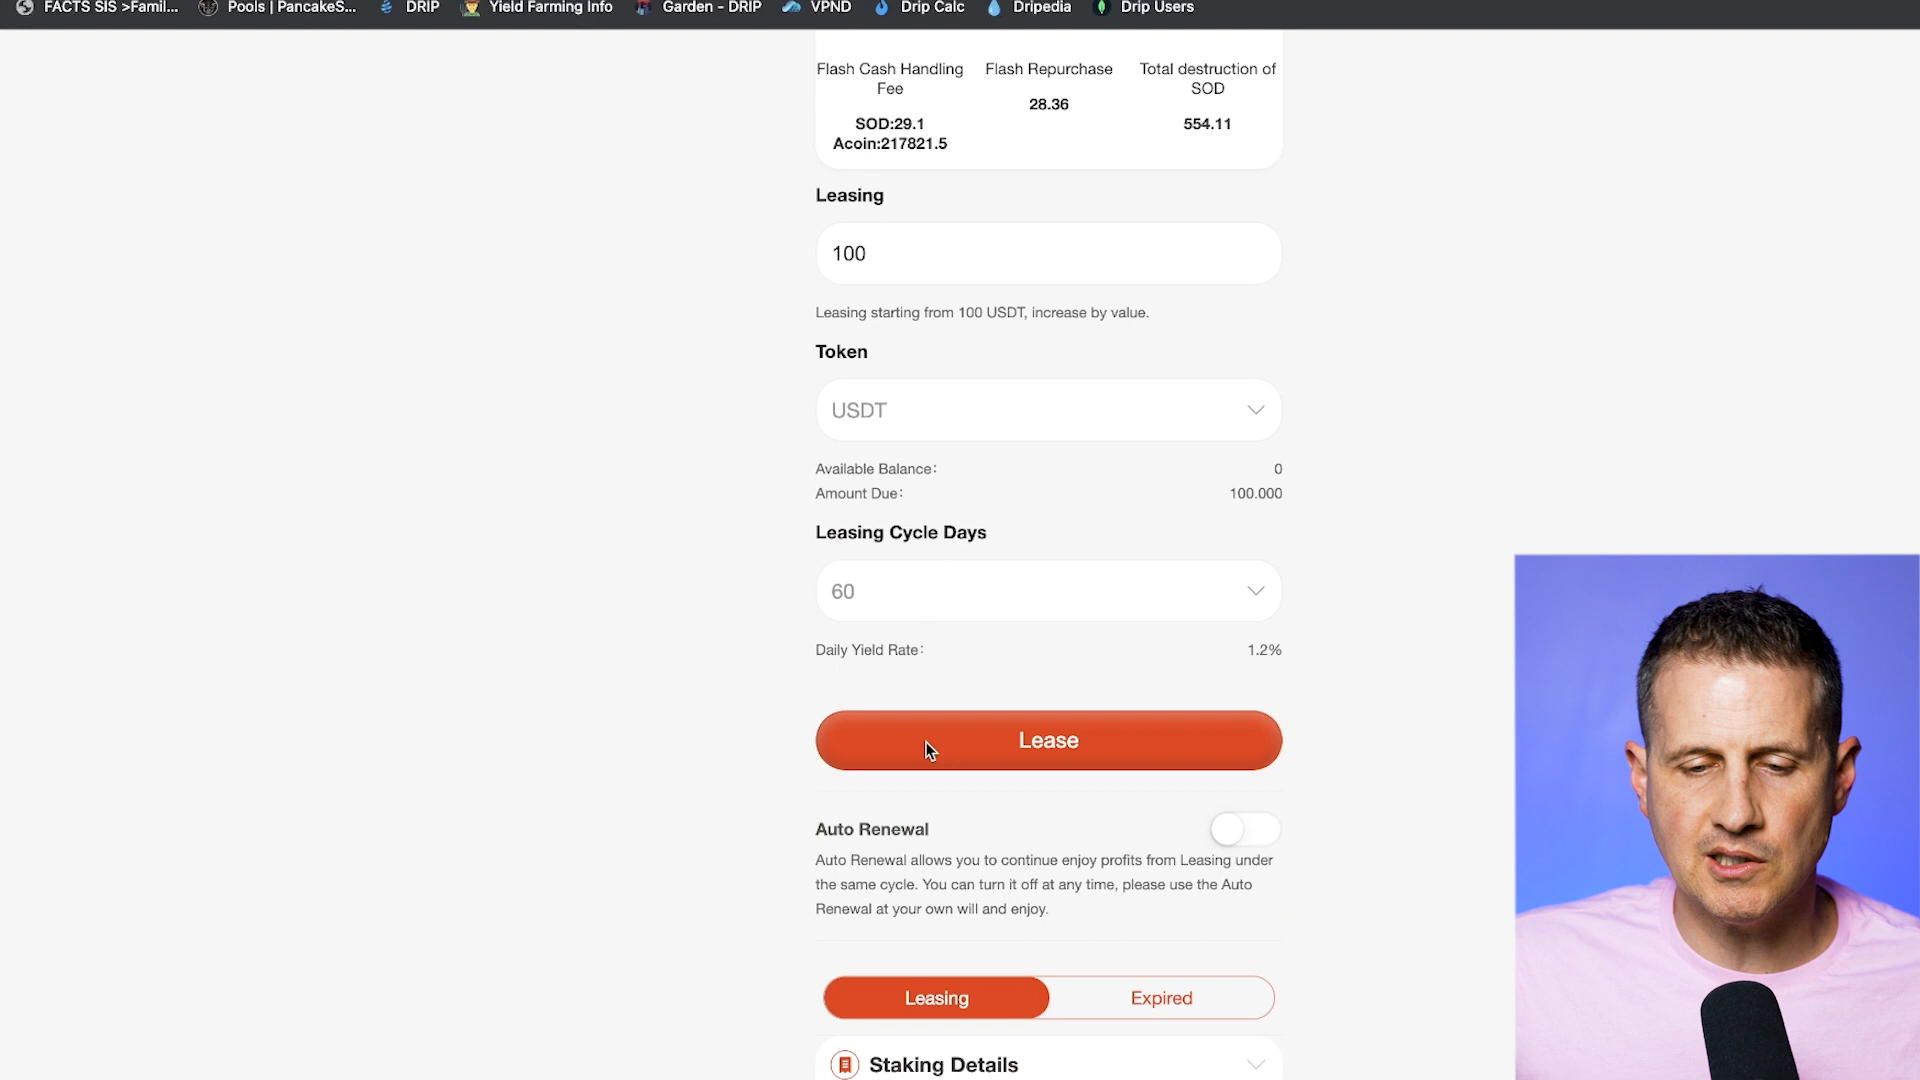 FACTS SIS >Famil...
Pools | PancakeS...
DRIP
Yield Farming Info
Garden - DRIP
VPND
Drip Calc
Dripedia
Drip Users
Flash Cash Handling
Fee
SOD:29.1
Acoin:217821.5
Flash Repurchase
28.36
Total destruction of
SOD
554.11
Leasing
100
Leasing starting from 100 USDT, increase by value.
Token
USDT
Available Balance: 0
Amount Due: 100.000
Leasing Cycle Days
60
Daily Yield Rate: 1.2%
Lease
Auto Renewal
Auto Renewal allows you to continue enjoy profits from Leasing under
the same cycle. You can turn it off at any time, please use the Auto
Renewal at your own will and enjoy.
Leasing
Expired
Staking Details